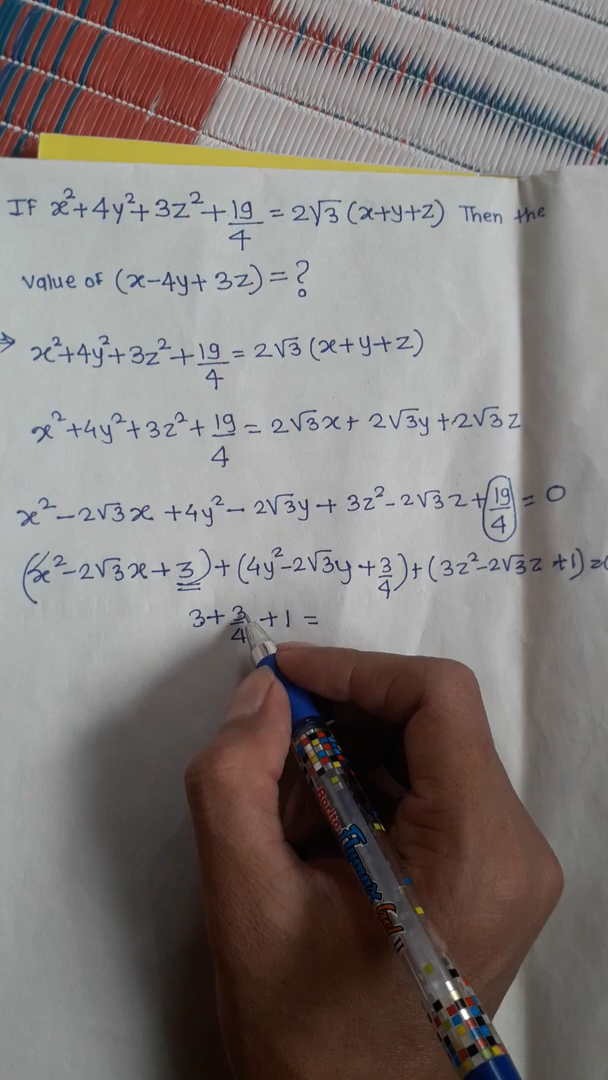 If x²+4y²+3z²+19/4 = 2√3(x+y+z) Then the
value of (x-4y+3z)=?
⇒ x²+4y²+3z²+19/4 = 2√3(x+y+z)
x²+4y²+3z²+19/4 = 2√3x+2√3y+2√3z
x²-2√3x+4y²-2√3y+3z²-2√3z+19/4 = 0
(x²-2√3x+3)+(4y²-2√3y+3/4)+(3z²-2√3z+1)=0
3+3/4+1=